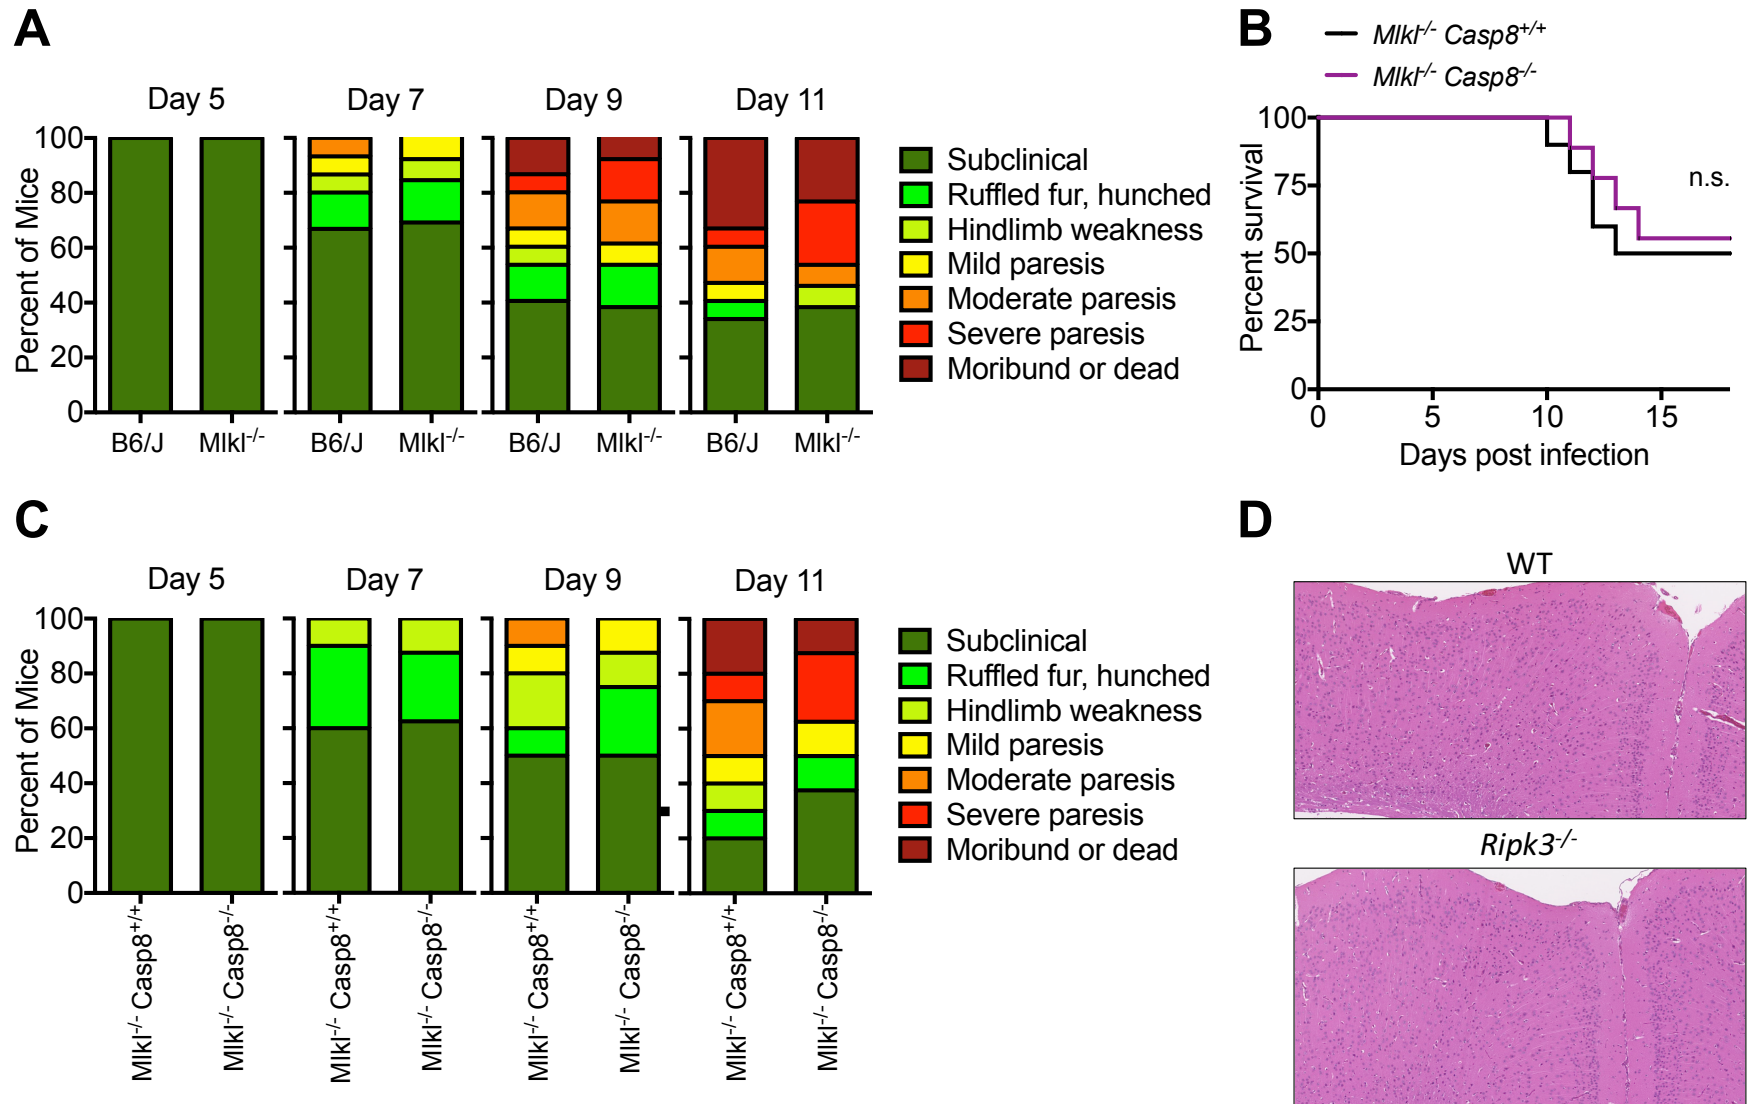 A
Day 5
Day 7
Day 9
Day 11
Percent of Mice
100
80
60
40
20
0
B6/J
Mlkl-/-
B6/J
Mlkl-/-
B6/J
Mlkl-/-
B6/J
Mlkl-/-
Subclinical
Ruffled fur, hunched
Hindlimb weakness
Mild paresis
Moderate paresis
Severe paresis
Moribund or dead
B
Mlkl-/- Casp8+/+
Mlkl-/- Casp8-/-
Percent survival
100
75
50
25
0
n.s.
0
5
10
15
Days post infection
C
Day 5
Day 7
Day 9
Day 11
Percent of Mice
100
80
60
40
20
0
Mlkl-/- Casp8+/+
Mlkl-/- Casp8-/-
Mlkl-/- Casp8+/+
Mlkl-/- Casp8-/-
Mlkl-/- Casp8+/+
Mlkl-/- Casp8-/-
Mlkl-/- Casp8+/+
Mlkl-/- Casp8-/-
Subclinical
Ruffled fur, hunched
Hindlimb weakness
Mild paresis
Moderate paresis
Severe paresis
Moribund or dead
D
WT
Ripk3-/-